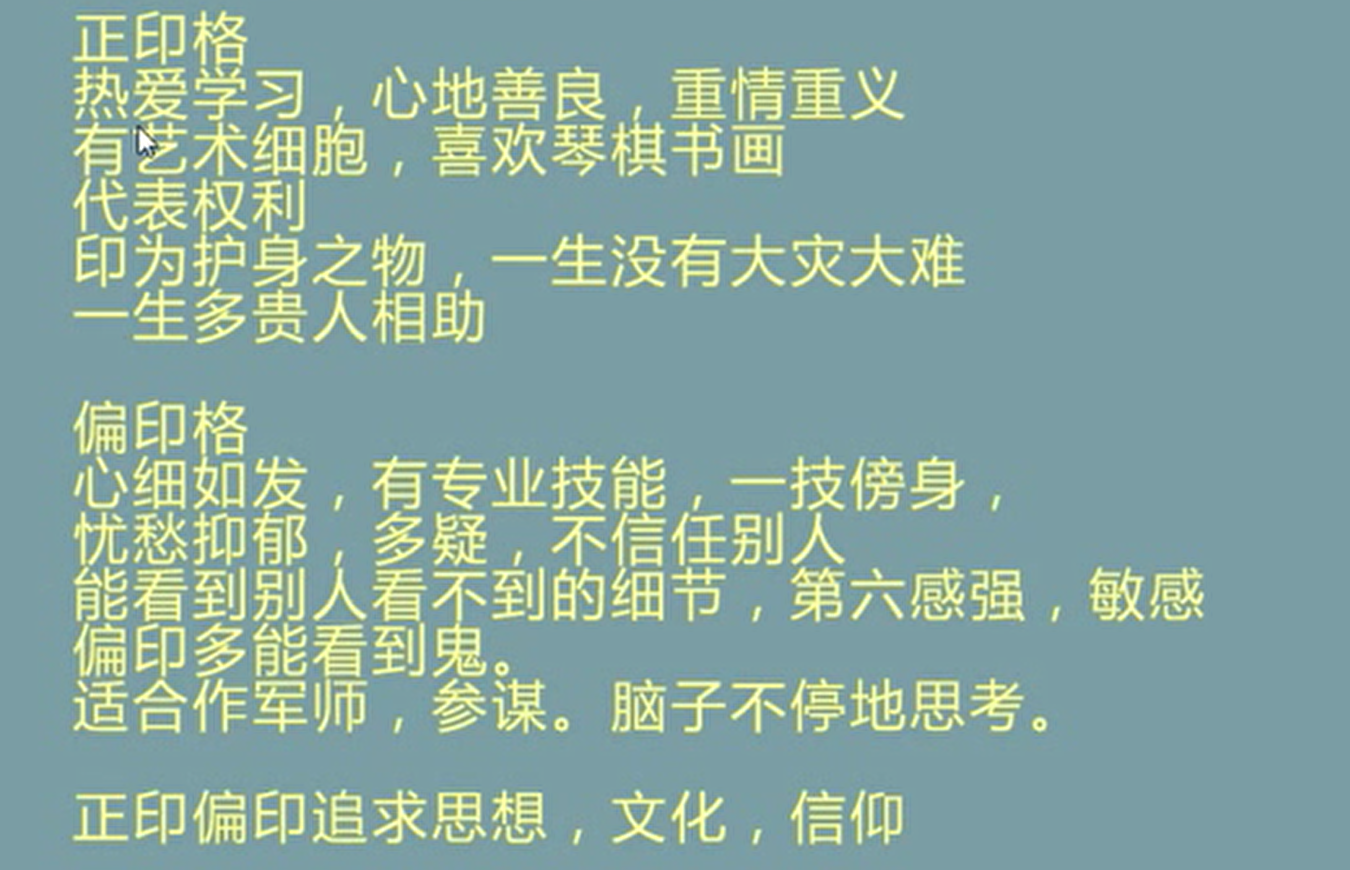 正印格
热爱学习，心地善良，重情重义
有艺术细胞，喜欢琴棋书画
代表权利
印为护身之物，一生没有大灾大难
一生多贵人相助
偏印格
心细如发，有专业技能，一技傍身，
忧愁抑郁，多疑，不信任别人
能看到别人看不到的细节，第六感强，敏感
偏印多能看到鬼。
适合作军师，参谋。脑子不停地思考。
正印偏印追求思想，文化，信仰